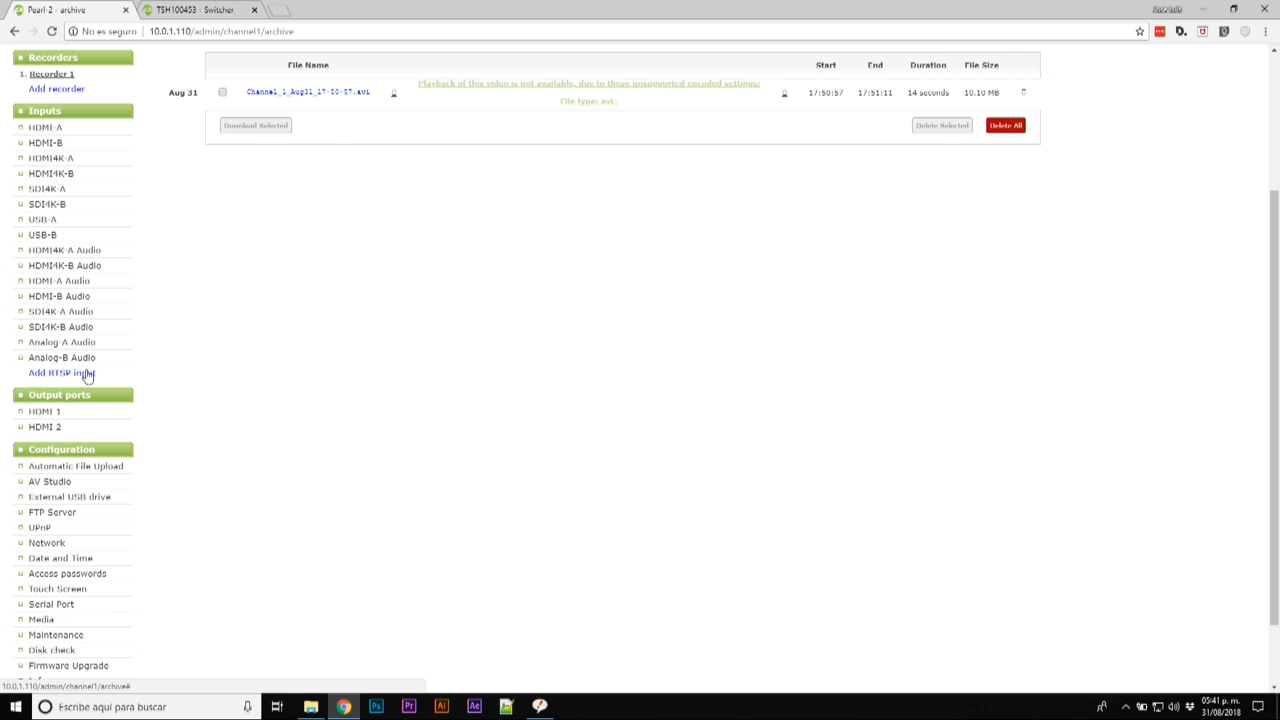 Pearl-2 - archive
TSH100453 - Switcher
No es seguro
10.0.1.110/admin/channel1/archive
Recorders
1. Recorder 1
Add recorder
Inputs
HDMI-A
HDMI-B
HDMI4K-A
HDMI4K-B
SDI4K-A
SDI4K-B
USB-A
USB-B
HDMI4K-A Audio
HDMI4K-B Audio
HDMI-A Audio
HDMI-B Audio
SDI4K-A Audio
SDI4K-B Audio
Analog-A Audio
Analog-B Audio
Add RTSP input
Output ports
HDMI 1
HDMI 2
Configuration
Automatic File Upload
AV Studio
External USB drive
FTP Server
UPnP
Network
Date and Time
Access passwords
Touch Screen
Serial Port
Media
Maintenance
Disk check
Firmware Upgrade
File Name
Start End Duration File Size
Aug 31
Channel_1_Aug31_17-50-57.avi
Playback of this video is not available, due to these unsupported encoded settings:
File type: avi;
17:50:57 17:51:11 14 seconds 10.10 MB
Download Selected
Delete Selected
Delete All
10.0.1.110/admin/channel1/archive#
Escribe aquí para buscar
Ps
Pr
Ai
Ae
05:41 p. m.
31/08/2018